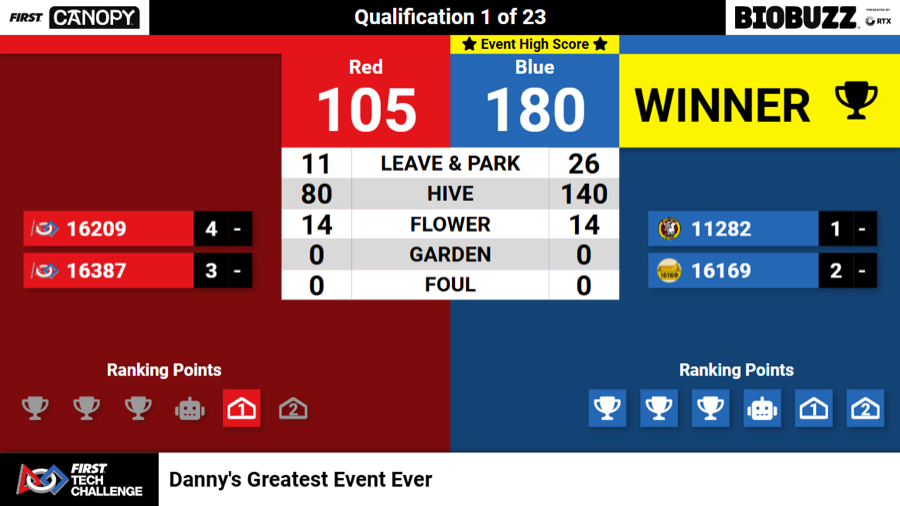 FIRST CANOPY
Qualification 1 of 23
BIOBUZZ PRESENTED BY RTX
Event High Score
Red
Blue
105
180
WINNER
11 LEAVE & PARK 26
80 HIVE 140
14 FLOWER 14
0 GARDEN 0
0 FOUL 0
16209 4 -
16387 3 -
11282 1 -
16169 16169 2 -
Ranking Points
1 2
Ranking Points
1 2
FIRST
TECH
CHALLENGE
Danny's Greatest Event Ever